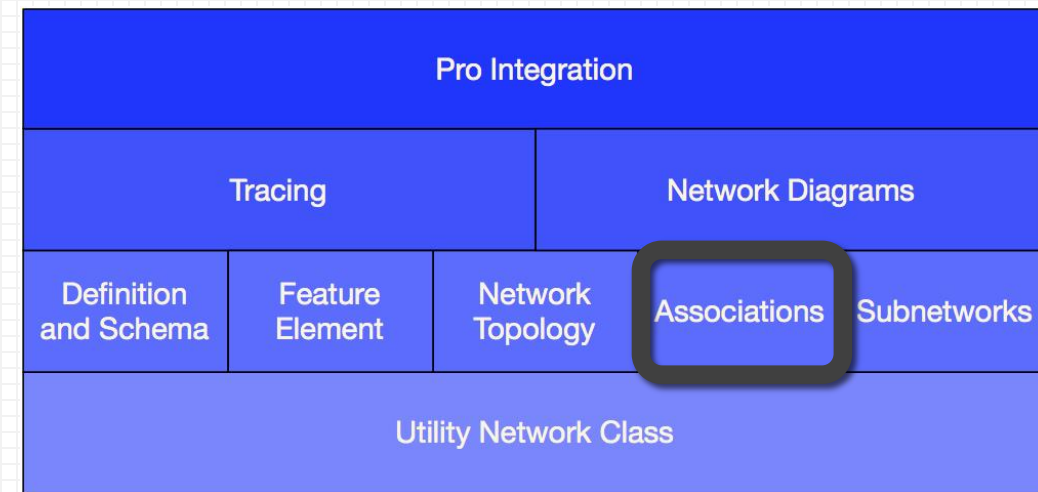 Pro Integration
Tracing
Network Diagrams
Definition
and Schema
Feature
Element
Network
Topology
Associations
Subnetworks
Utility Network Class